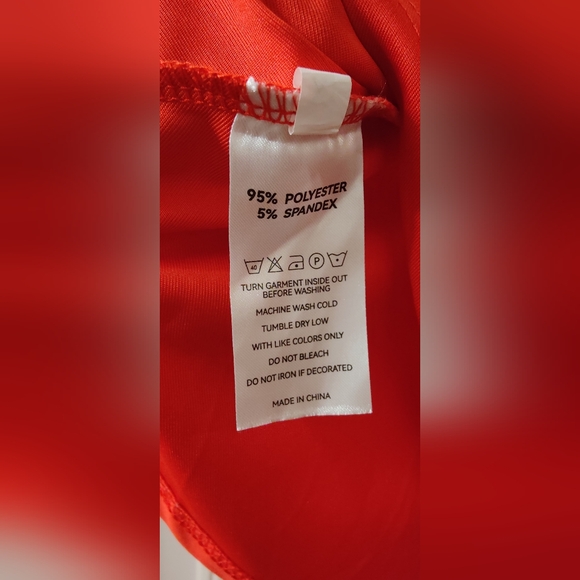 95% POLYESTER
5% SPANDEX
40 P
TURN GARMENT INSIDE OUT
BEFORE WASHING
MACHINE WASH COLD
TUMBLE DRY LOW
WITH LIKE COLORS ONLY
DO NOT BLEACH
DO NOT IRON IF DECORATED
MADE IN CHINA